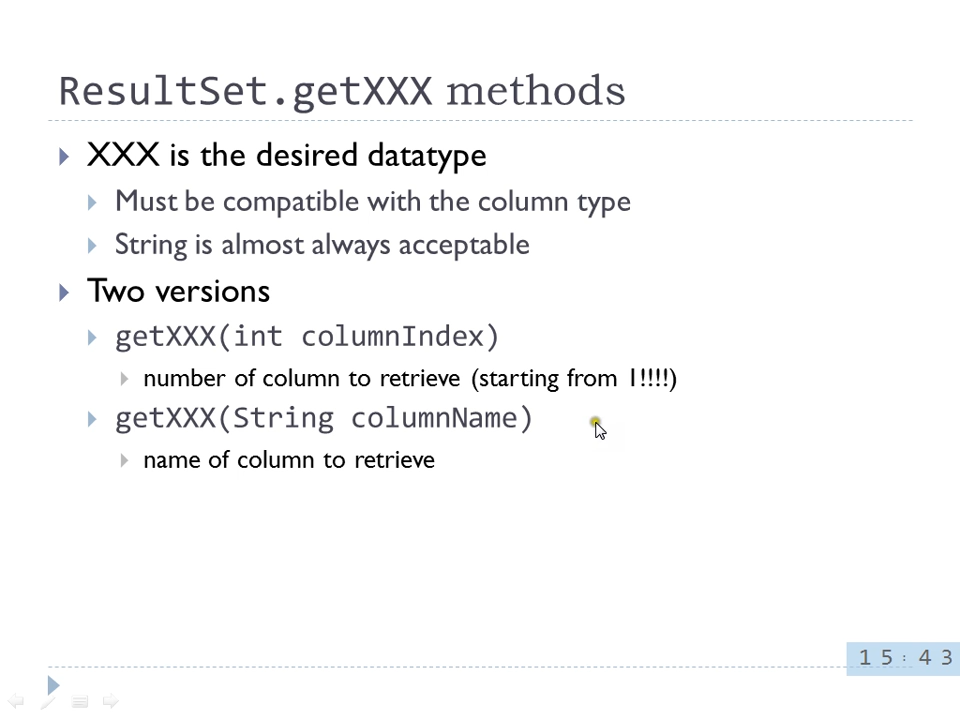 ResultSet.getXXX methods
XXX is the desired datatype
Must be compatible with the column type
String is almost always acceptable
Two versions
getXXX(int columnIndex)
number of column to retrieve (starting from 1!!!!)
getXXX(String columnName)
name of column to retrieve
15:43